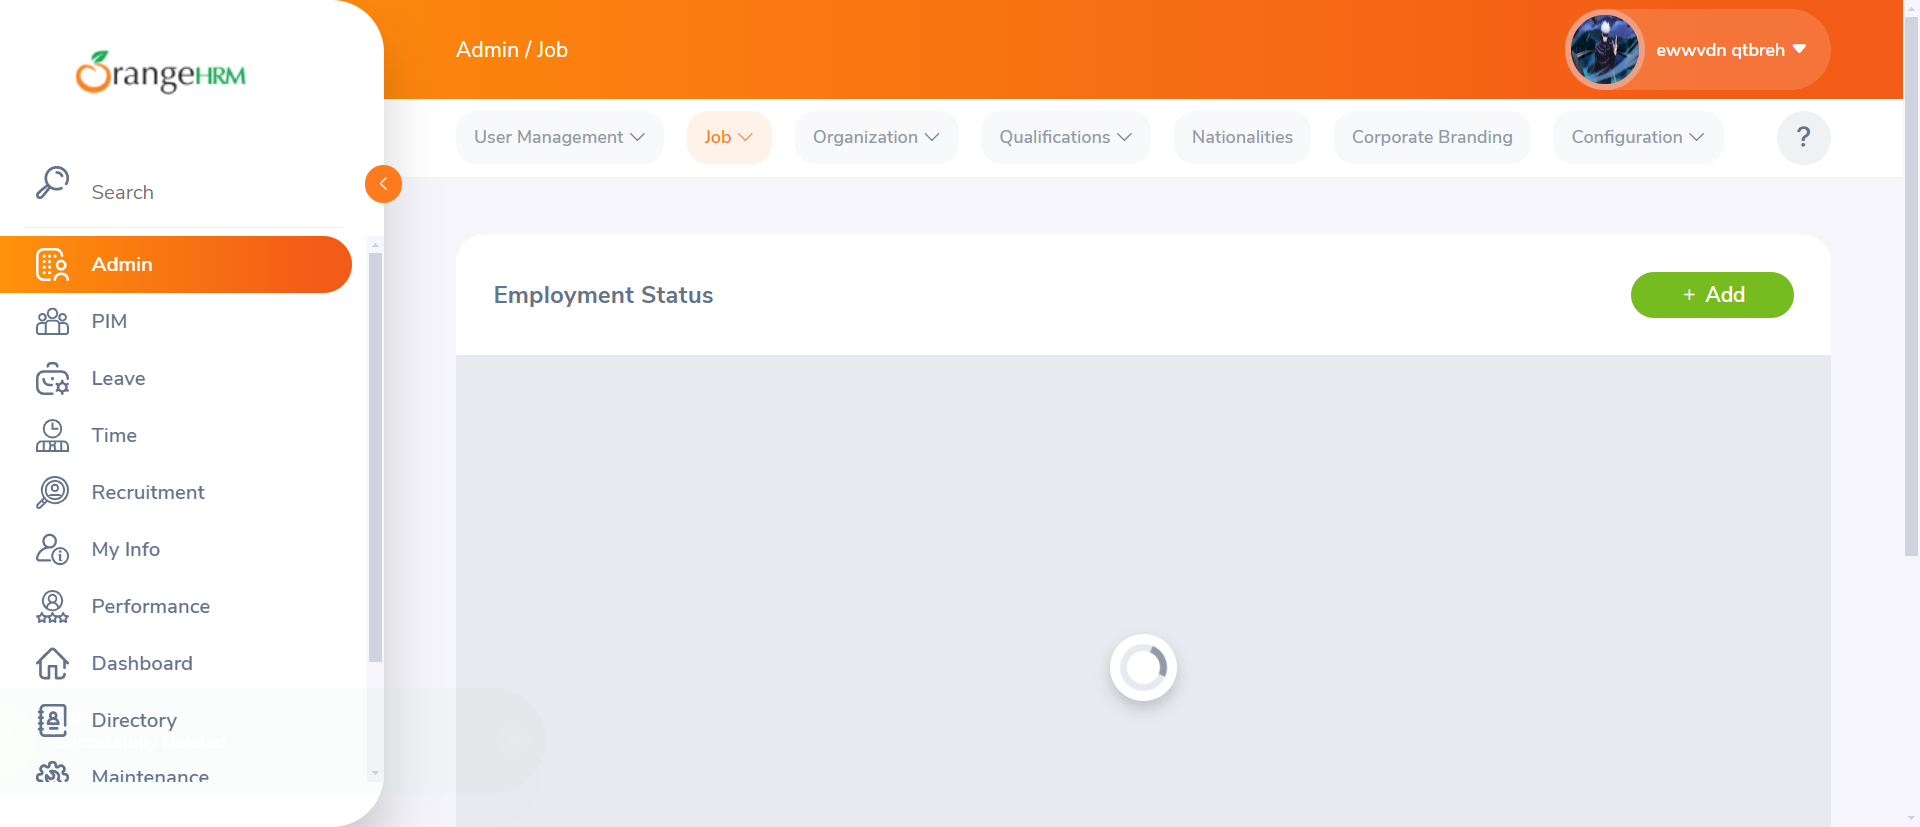 OrangeHRM
Admin / Job
ewwvdn qtbreh
User Management
Job
Organization
Qualifications
Nationalities
Corporate Branding
Configuration
?
Search
Admin
PIM
Leave
Time
Recruitment
My Info
Performance
Dashboard
Directory
Maintenance
Employment Status
+ Add